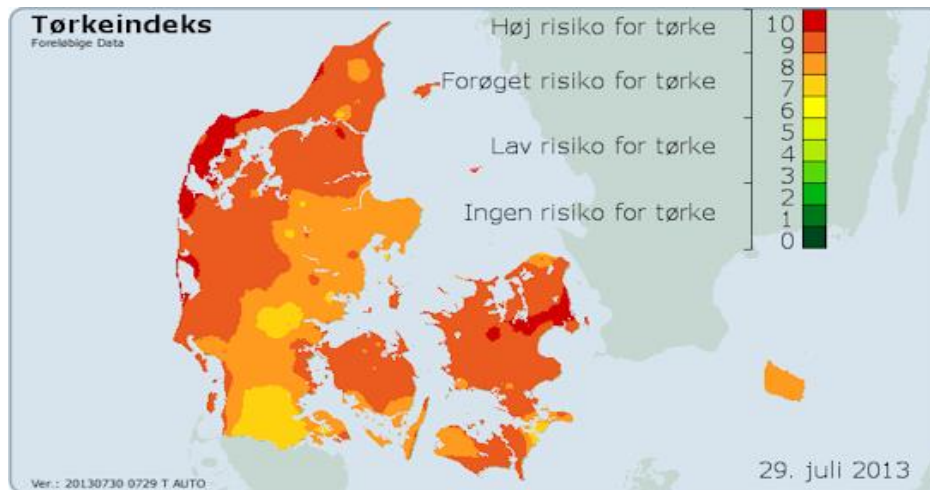 Tørkeindeks
Foreløbige Data
Høj risiko for tørke
Forøget risiko for tørke
Lav risiko for tørke
Ingen risiko for tørke
10
9
8
7
6
5
4
3
2
1
0
29. juli 2013
Ver.: 20130730 0729 T AUTO